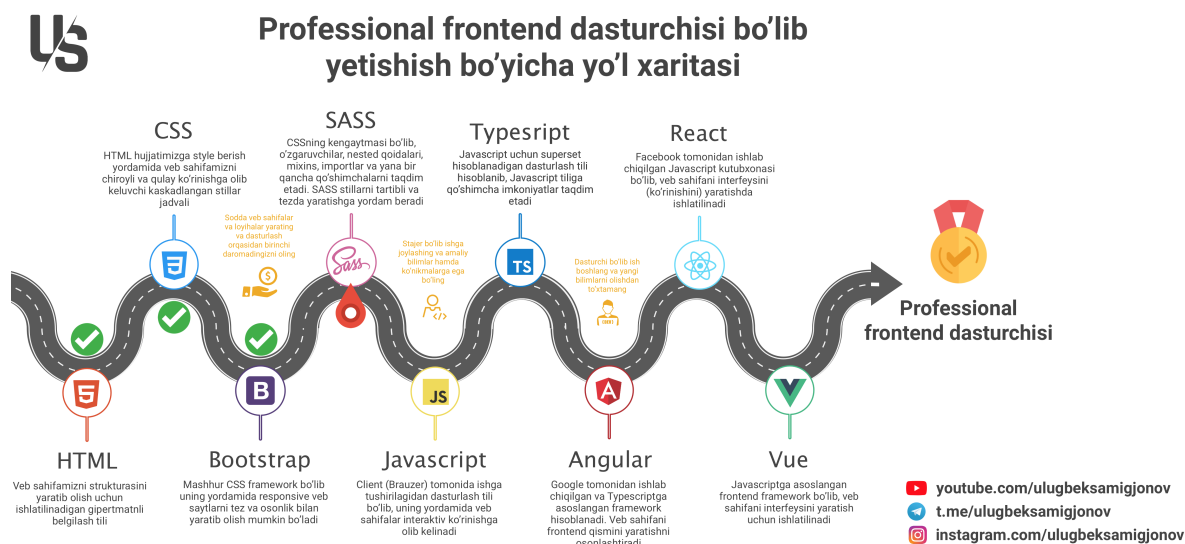 US
Professional frontend dasturchisi bo’lib
yetishish bo’yicha yo’l xaritasi
CSS
HTML hujjatimizga style berish
yordamida veb sahifamizni
chiroyli va qulay ko’rinishga olib
keluvchi kaskadlangan stillar
jadvali
SASS
CSSning kengaytmasi bo’lib,
o’zgaruvchilar, nested qoidalari,
mixins, importlar va yana bir
qancha qo’shimchalarni taqdim
etadi. SASS stillarni tartibli va
tezda yaratishga yordam beradi
Typesript
Javascript uchun superset
hisoblanadigan dasturlash tili
hisoblanib, Javascript tiliga
qo’shimcha imkoniyatlar taqdim
etadi
React
Facebook tomonidan ishlab
chiqilgan Javascript kutubxonasi
bo’lib, veb sahifani interfeysini
(ko’rinishini) yaratishda
ishlatilinadi
Sodda veb sahifalar
va loyihalar yarating
va dasturlash
orqasidan birinchi
daromadingizni oling
$
Stajer bo’lib ishga
joylashing va amaliy
bilimlar hamda
ko’nikmalarga ega
bo’ling
Dasturchi bo’lib ish
boshlang va yangi
bilimlarni olishdan
to’xtamang
3
Sass
TS
5
B
JS
A
Professional
frontend dasturchisi
HTML
Veb sahifamizni strukturasini
yaratib olish uchun
ishlatilinadigan gipertmatnli
belgilash tili
Bootstrap
Mashhur CSS framework bo’lib
uning yordamida responsive veb
saytlarni tez va osonlik bilan
yaratib olish mumkin bo’ladi
Javascript
Client (Brauzer) tomonida ishga
tushirilagidan dasturlash tili
bo’lib, uning yordamida veb
sahifalar interaktiv ko’rinishga
olib kelinadi
Angular
Google tomonidan ishlab
chiqilgan va Typescriptga
asoslangan framework
hisoblanadi. Veb sahifani
frontend qismini yaratishni
osonlashtiradi
Vue
Javascriptga asoslangan
frontend framework bo’lib, veb
sahifani interfeysini yaratish
uchun ishlatilinadi
youtube.com/ulugbeksamigjonov
t.me/ulugbeksamigjonov
instagram.com/ulugbeksamigjonov